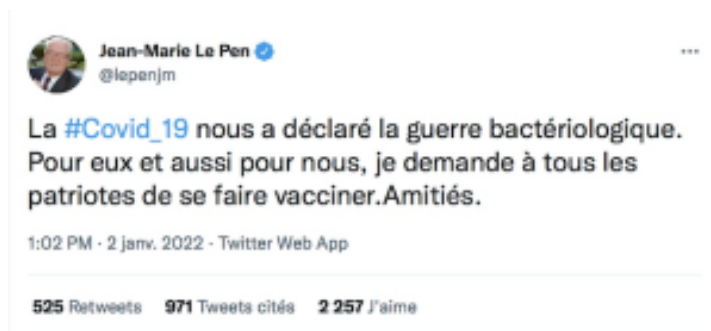 Jean-Marie Le Pen
@lepenjm
La #Covid_19 nous a déclaré la guerre bactériologique.
Pour eux et aussi pour nous, je demande à tous les
patriotes de se faire vacciner.Amitiés.
1:02 PM · 2 janv. 2022 · Twitter Web App
525 Retweets 971 Tweets cités 2 257 J'aime